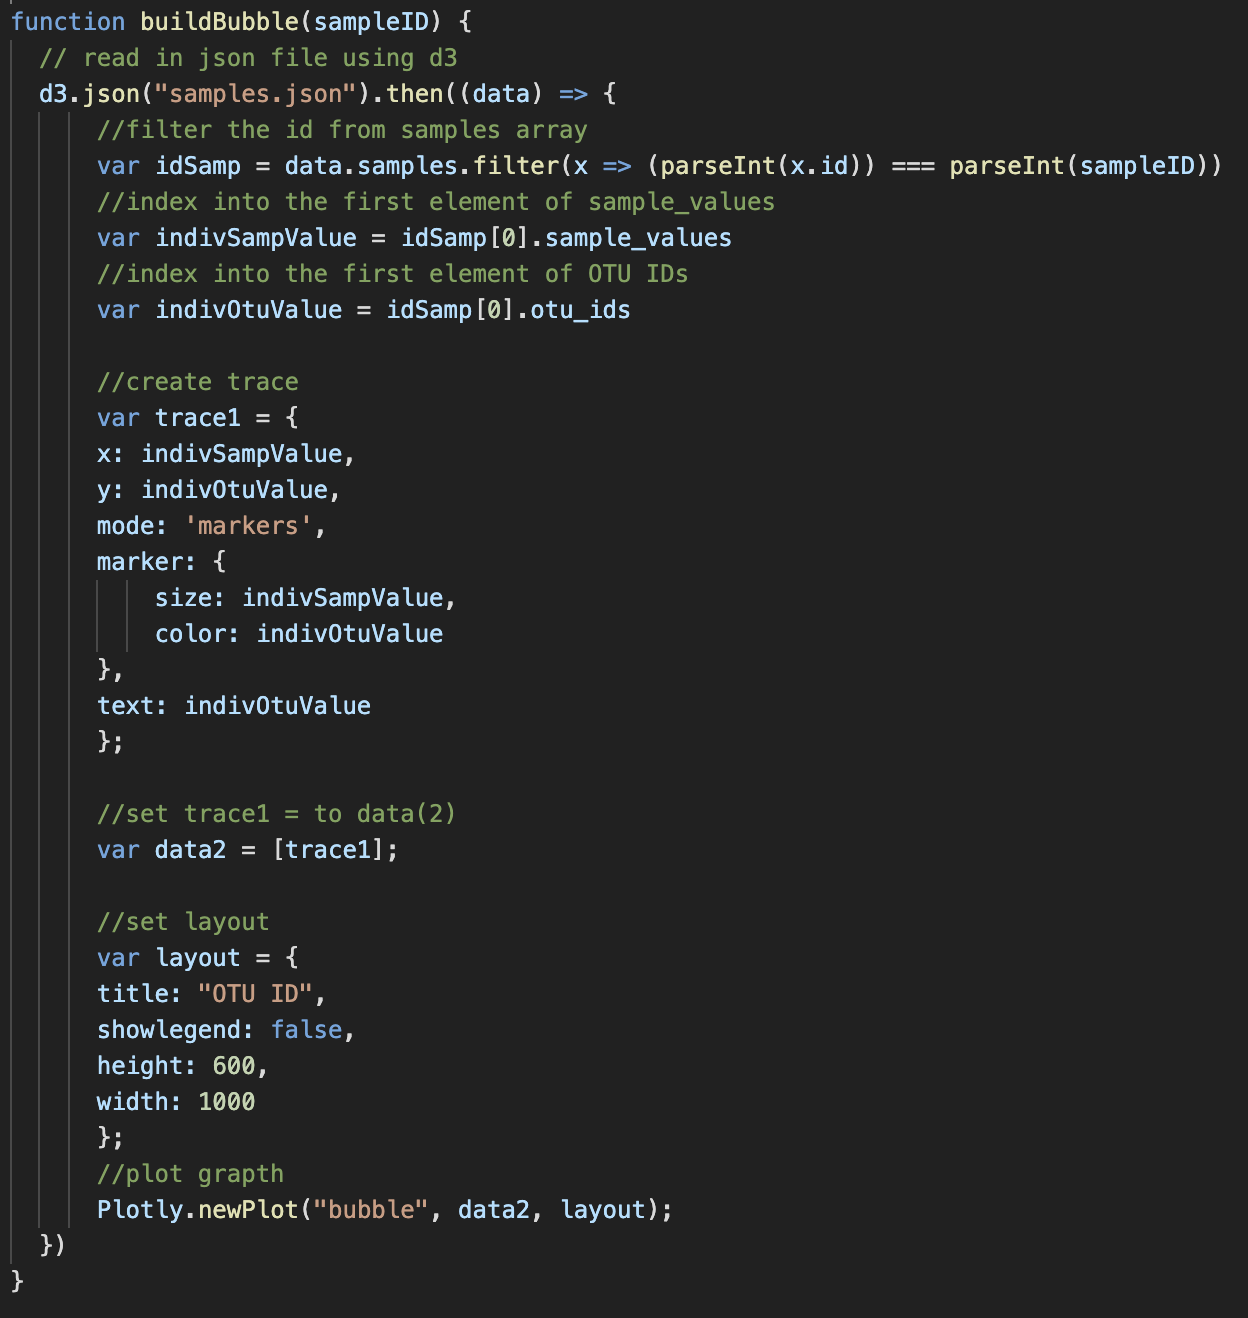 function buildBubble(sampleID) {
  // read in json file using d3
  d3.json("samples.json").then((data) => {
      //filter the id from samples array
      var idSamp = data.samples.filter(x => (parseInt(x.id)) === parseInt(sampleID))
      //index into the first element of sample_values
      var indivSampValue = idSamp[0].sample_values
      //index into the first element of OTU IDs
      var indivOtuValue = idSamp[0].otu_ids

      //create trace
      var trace1 = {
      x: indivSampValue,
      y: indivOtuValue,
      mode: 'markers',
      marker: {
          size: indivSampValue,
          color: indivOtuValue
      },
      text: indivOtuValue
      };

      //set trace1 = to data(2)
      var data2 = [trace1];

      //set layout
      var layout = {
      title: "OTU ID",
      showlegend: false,
      height: 600,
      width: 1000
      };
      //plot grapth
      Plotly.newPlot("bubble", data2, layout);
  })
}